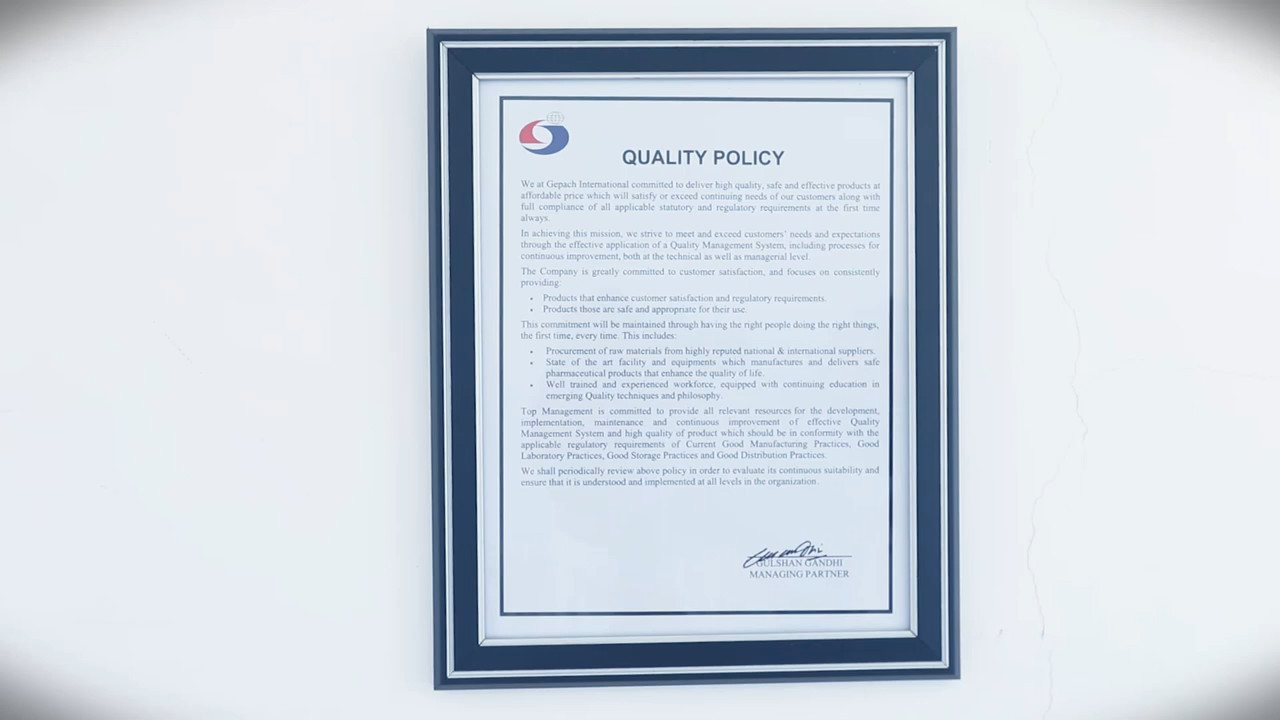 QUALITY POLICY
We at Gepach International committed to deliver high quality, safe and effective products at
affordable price which will satisfy or exceed continuing needs of our customers along with
full compliance of all applicable statutory and regulatory requirements at the first time
always.
In achieving this mission, we strive to meet and exceed customers' needs and expectations
through the effective application of a Quality Management System, including processes for
continuous improvement, both at the technical as well as managerial level.
The Company is greatly committed to customer satisfaction, and focuses on consistently
providing:
• Products that enhance customer satisfaction and regulatory requirements.
• Products those are safe and appropriate for their use.
This commitment will be maintained through having the right people doing the right things,
the first time, every time. This includes:
• Procurement of raw materials from highly reputed national & international suppliers.
• State of the art facility and equipments which manufactures and delivers safe
pharmaceutical products that enhance the quality of life.
• Well trained and experienced workforce, equipped with continuing education in
emerging Quality techniques and philosophy.
Top Management is committed to provide all relevant resources for the development,
implementation, maintenance and continuous improvement of effective Quality
Management System and high quality of product which should be in conformity with the
applicable regulatory requirements of Current Good Manufacturing Practices, Good
Laboratory Practices, Good Storage Practices and Good Distribution Practices.
We shall periodically review above policy in order to evaluate its continuous suitability and
ensure that it is understood and implemented at all levels in the organization.
GULSHAN GANDHI
MANAGING PARTNER